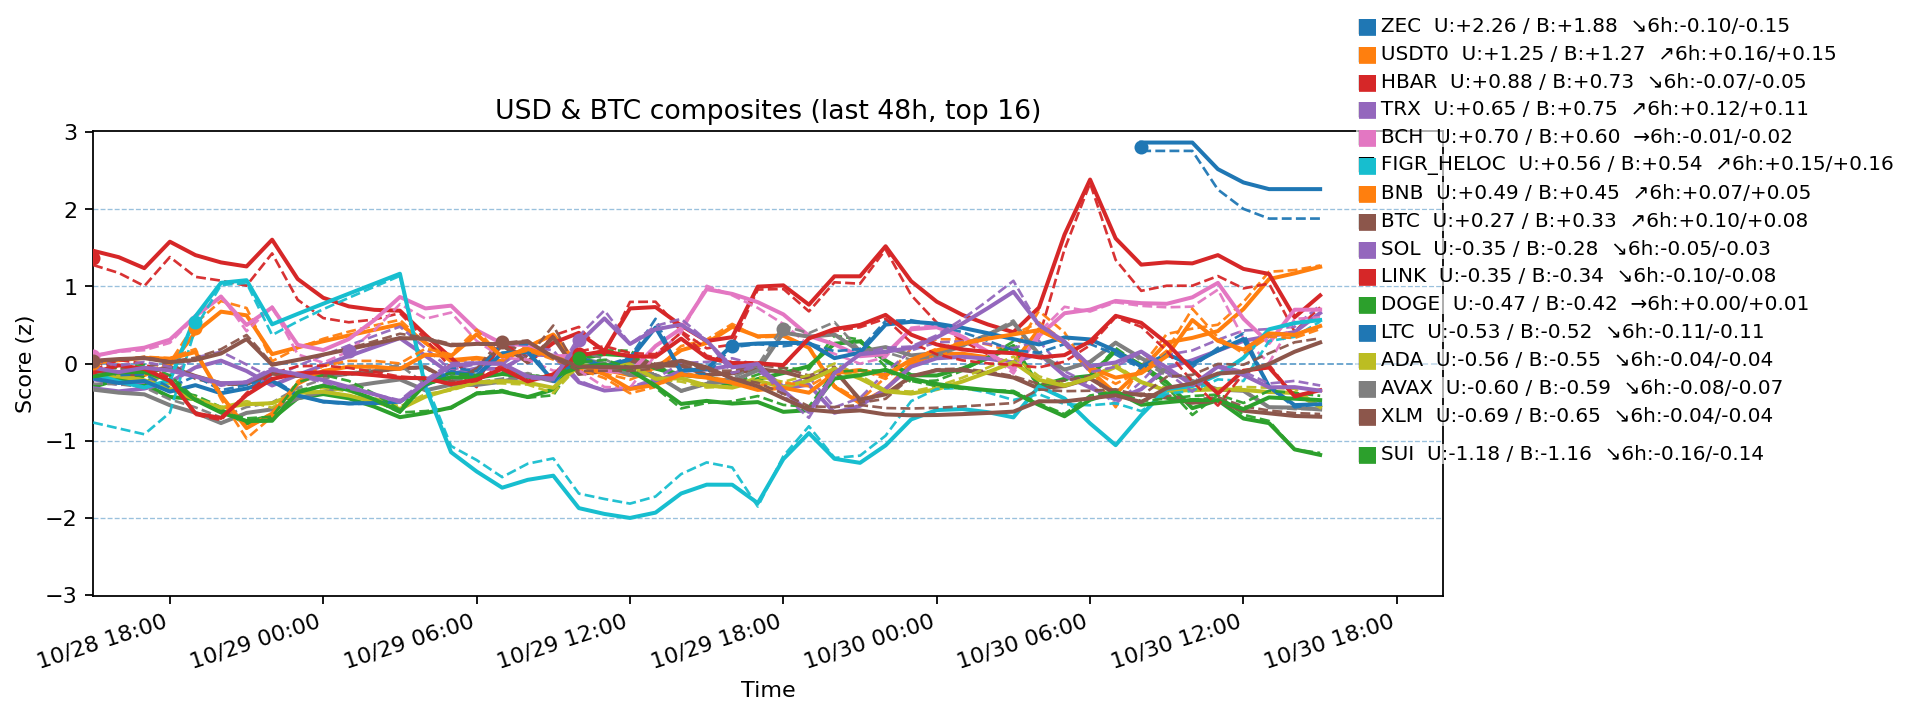 ZEC U:+2.26 / B:+1.88 ↘6h:-0.10/-0.15
USDT0 U:+1.25 / B:+1.27 ↗6h:+0.16/+0.15
HBAR U:+0.88 / B:+0.73 ↘6h:-0.07/-0.05
TRX U:+0.65 / B:+0.75 ↗6h:+0.12/+0.11
BCH U:+0.70 / B:+0.60 →6h:-0.01/-0.02
FIGR_HELOC U:+0.56 / B:+0.54 ↗6h:+0.15/+0.16
BNB U:+0.49 / B:+0.45 ↗6h:+0.07/+0.05
BTC U:+0.27 / B:+0.33 ↗6h:+0.10/+0.08
SOL U:-0.35 / B:-0.28 ↘6h:-0.05/-0.03
LINK U:-0.35 / B:-0.34 ↘6h:-0.10/-0.08
DOGE U:-0.47 / B:-0.42 →6h:+0.00/+0.01
LTC U:-0.53 / B:-0.52 ↘6h:-0.11/-0.11
ADA U:-0.56 / B:-0.55 ↘6h:-0.04/-0.04
AVAX U:-0.60 / B:-0.59 ↘6h:-0.08/-0.07
XLM U:-0.69 / B:-0.65 ↘6h:-0.04/-0.04
SUI U:-1.18 / B:-1.16 ↘6h:-0.16/-0.14
USD & BTC composites (last 48h, top 16)
Score (z)
3
2
1
0
−1
−2
−3
10/28 18:00
10/29 00:00
10/29 06:00
10/29 12:00
10/29 18:00
10/30 00:00
10/30 06:00
10/30 12:00
10/30 18:00
Time